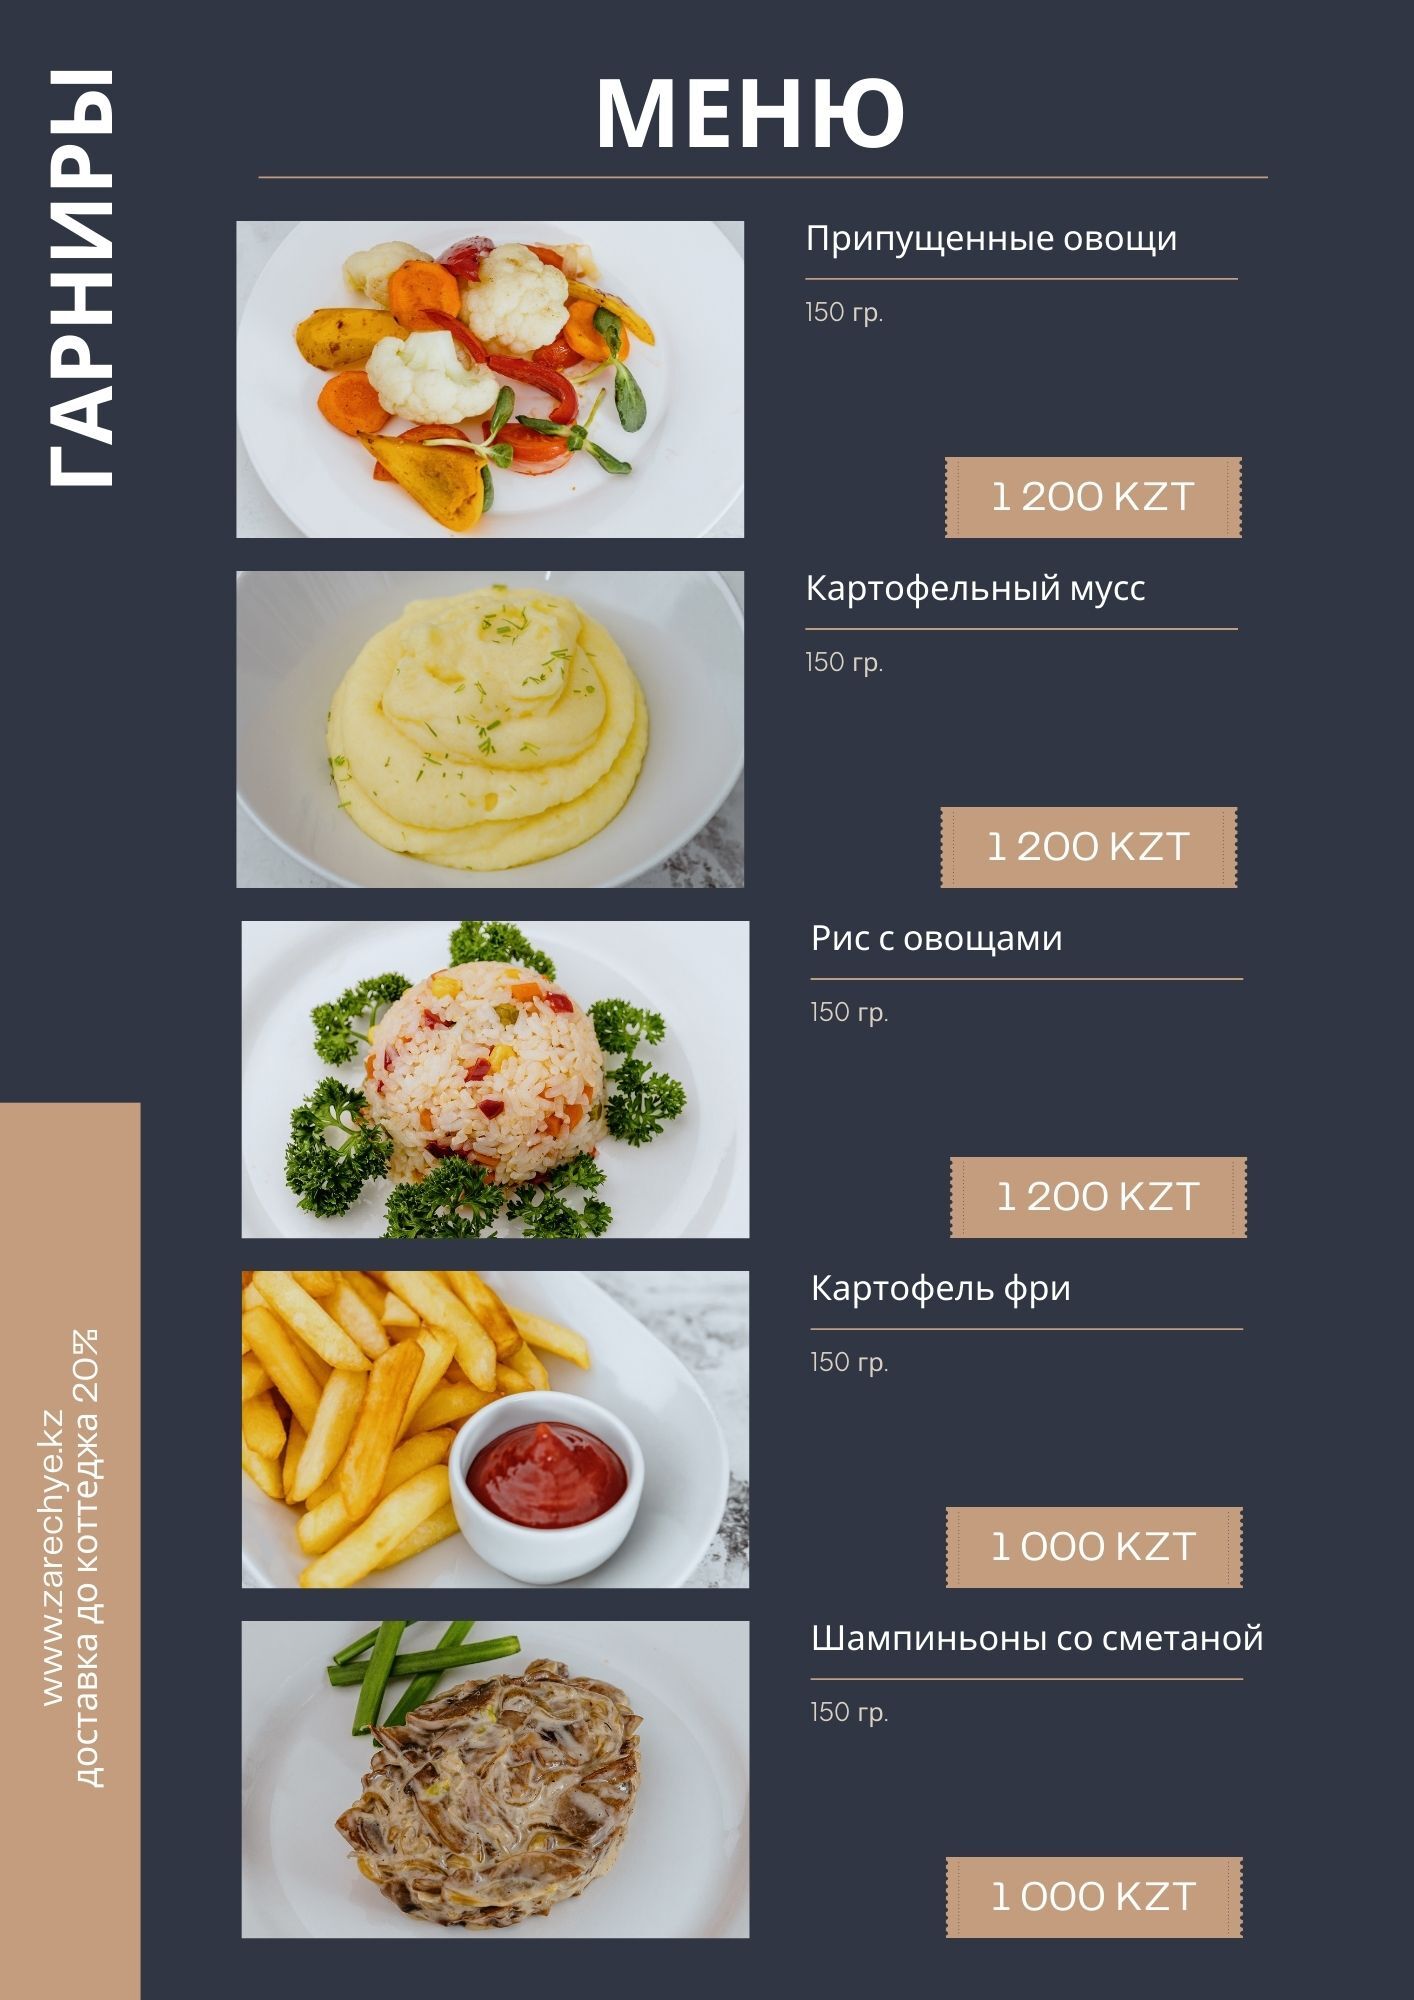 ГАРНИРЫ
МЕНЮ
Припущенные овощи
150 гр.
1 200 KZT
Картофельный мусс
150 гр.
1 200 KZT
Рис с овощами
150 гр.
1 200 KZT
Картофель фри
150 гр.
1 000 KZT
Шампиньоны со сметаной
150 гр.
1 000 KZT
www.zarechye.kz
доставка до коттеджа 20%